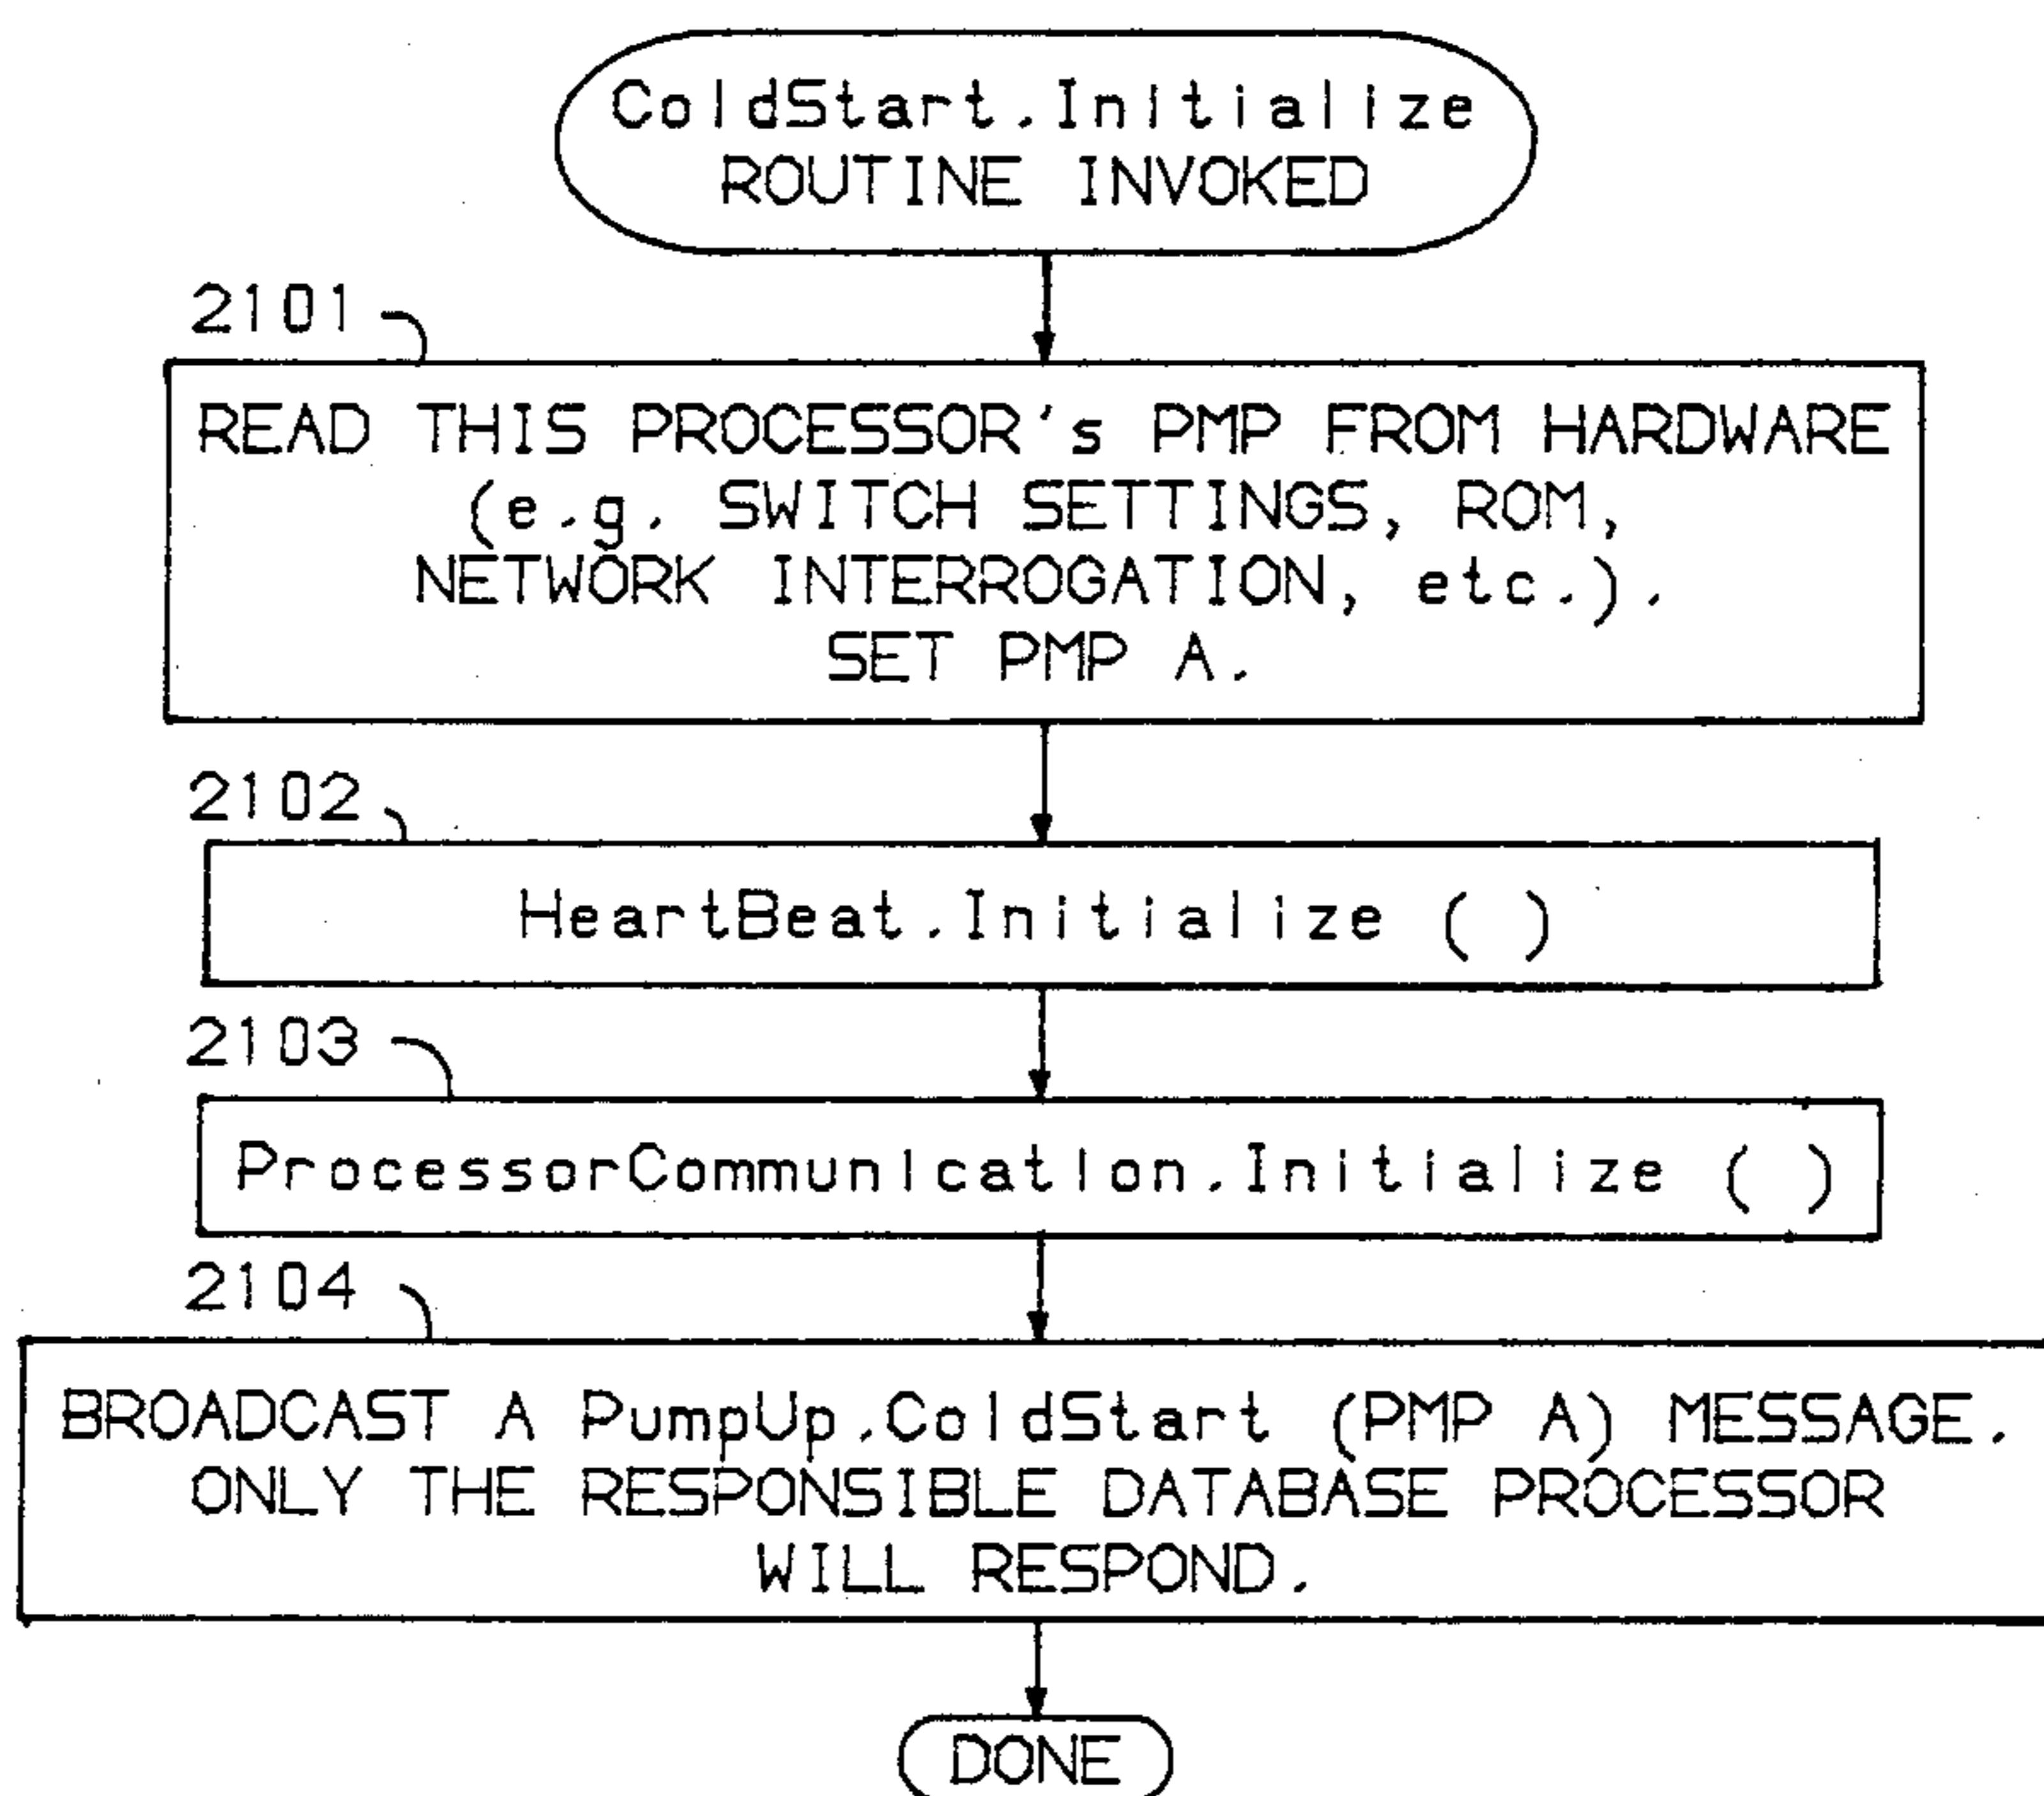 ColdStart.Initialize
ROUTINE INVOKED
2101
READ THIS PROCESSOR's PMP FROM HARDWARE
(e.g. SWITCH SETTINGS, ROM,
NETWORK INTERROGATION, etc.).
SET PMP A.
2102
HeartBeat.Initialize ( )
2103
ProcessorCommunication.Initialize ( )
2104
BROADCAST A PumpUp.ColdStart (PMP A) MESSAGE.
ONLY THE RESPONSIBLE DATABASE PROCESSOR
WILL RESPOND.
DONE